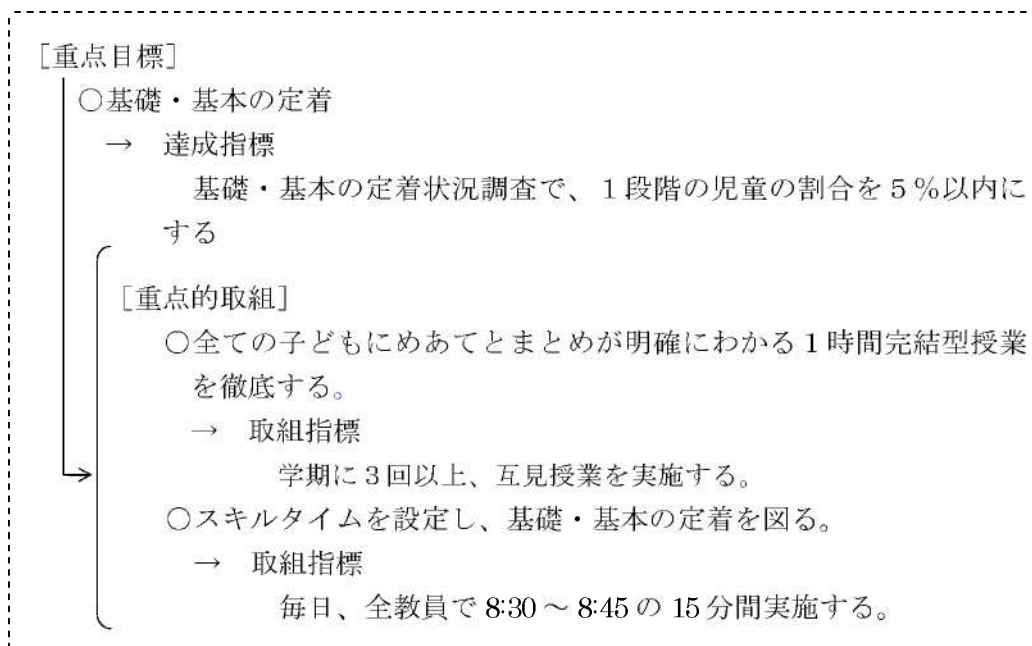 ［重点目標］
○基礎・基本の定着
→ 達成指標
基礎・基本の定着状況調査で、１段階の児童の割合を５％以内に
する
［重点的取組］
○全ての子どもにめあてとまとめが明確にわかる１時間完結型授業
を徹底する。
→ 取組指標
学期に３回以上、互見授業を実施する。
○スキルタイムを設定し、基礎・基本の定着を図る。
→ 取組指標
毎日、全教員で 8:30 ～ 8:45 の 15 分間実施する。